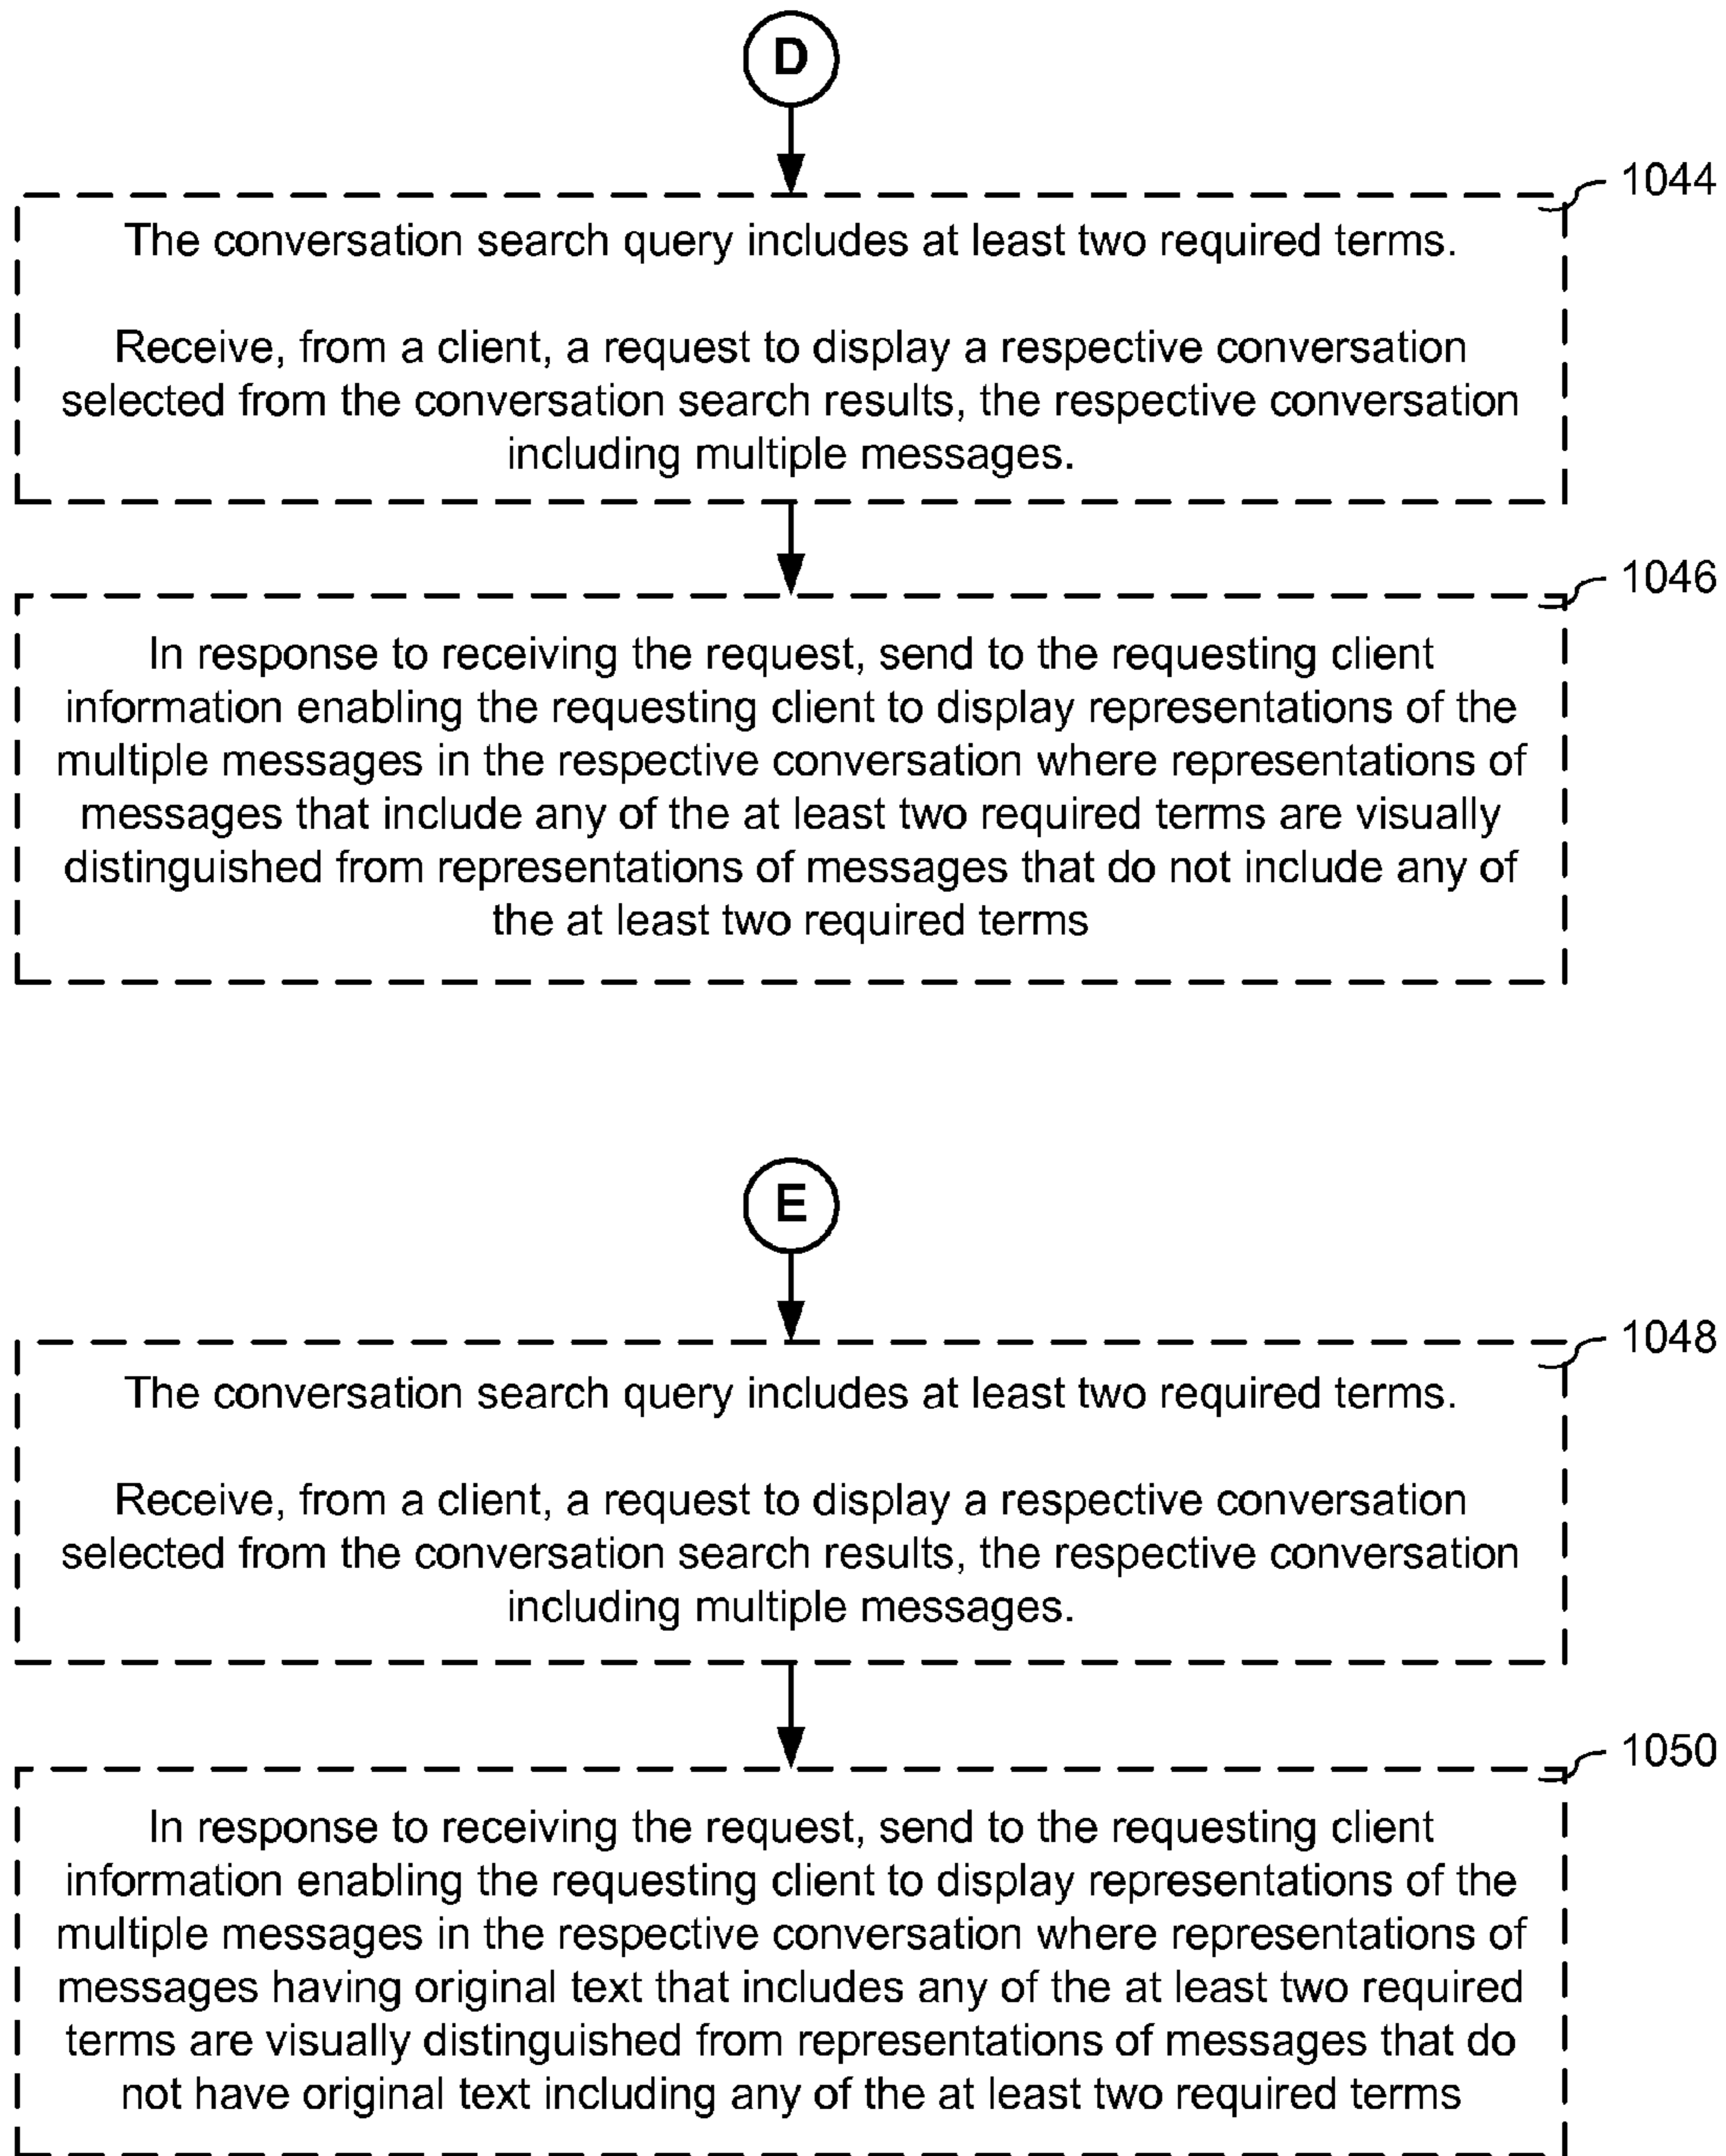 D
1044
The conversation search query includes at least two required terms.
Receive, from a client, a request to display a respective conversation
selected from the conversation search results, the respective conversation
including multiple messages.
1046
In response to receiving the request, send to the requesting client
information enabling the requesting client to display representations of the
multiple messages in the respective conversation where representations of
messages that include any of the at least two required terms are visually
distinguished from representations of messages that do not include any of
the at least two required terms
E
1048
The conversation search query includes at least two required terms.
Receive, from a client, a request to display a respective conversation
selected from the conversation search results, the respective conversation
including multiple messages.
1050
In response to receiving the request, send to the requesting client
information enabling the requesting client to display representations of the
multiple messages in the respective conversation where representations of
messages having original text that includes any of the at least two required
terms are visually distinguished from representations of messages that do
not have original text including any of the at least two required terms